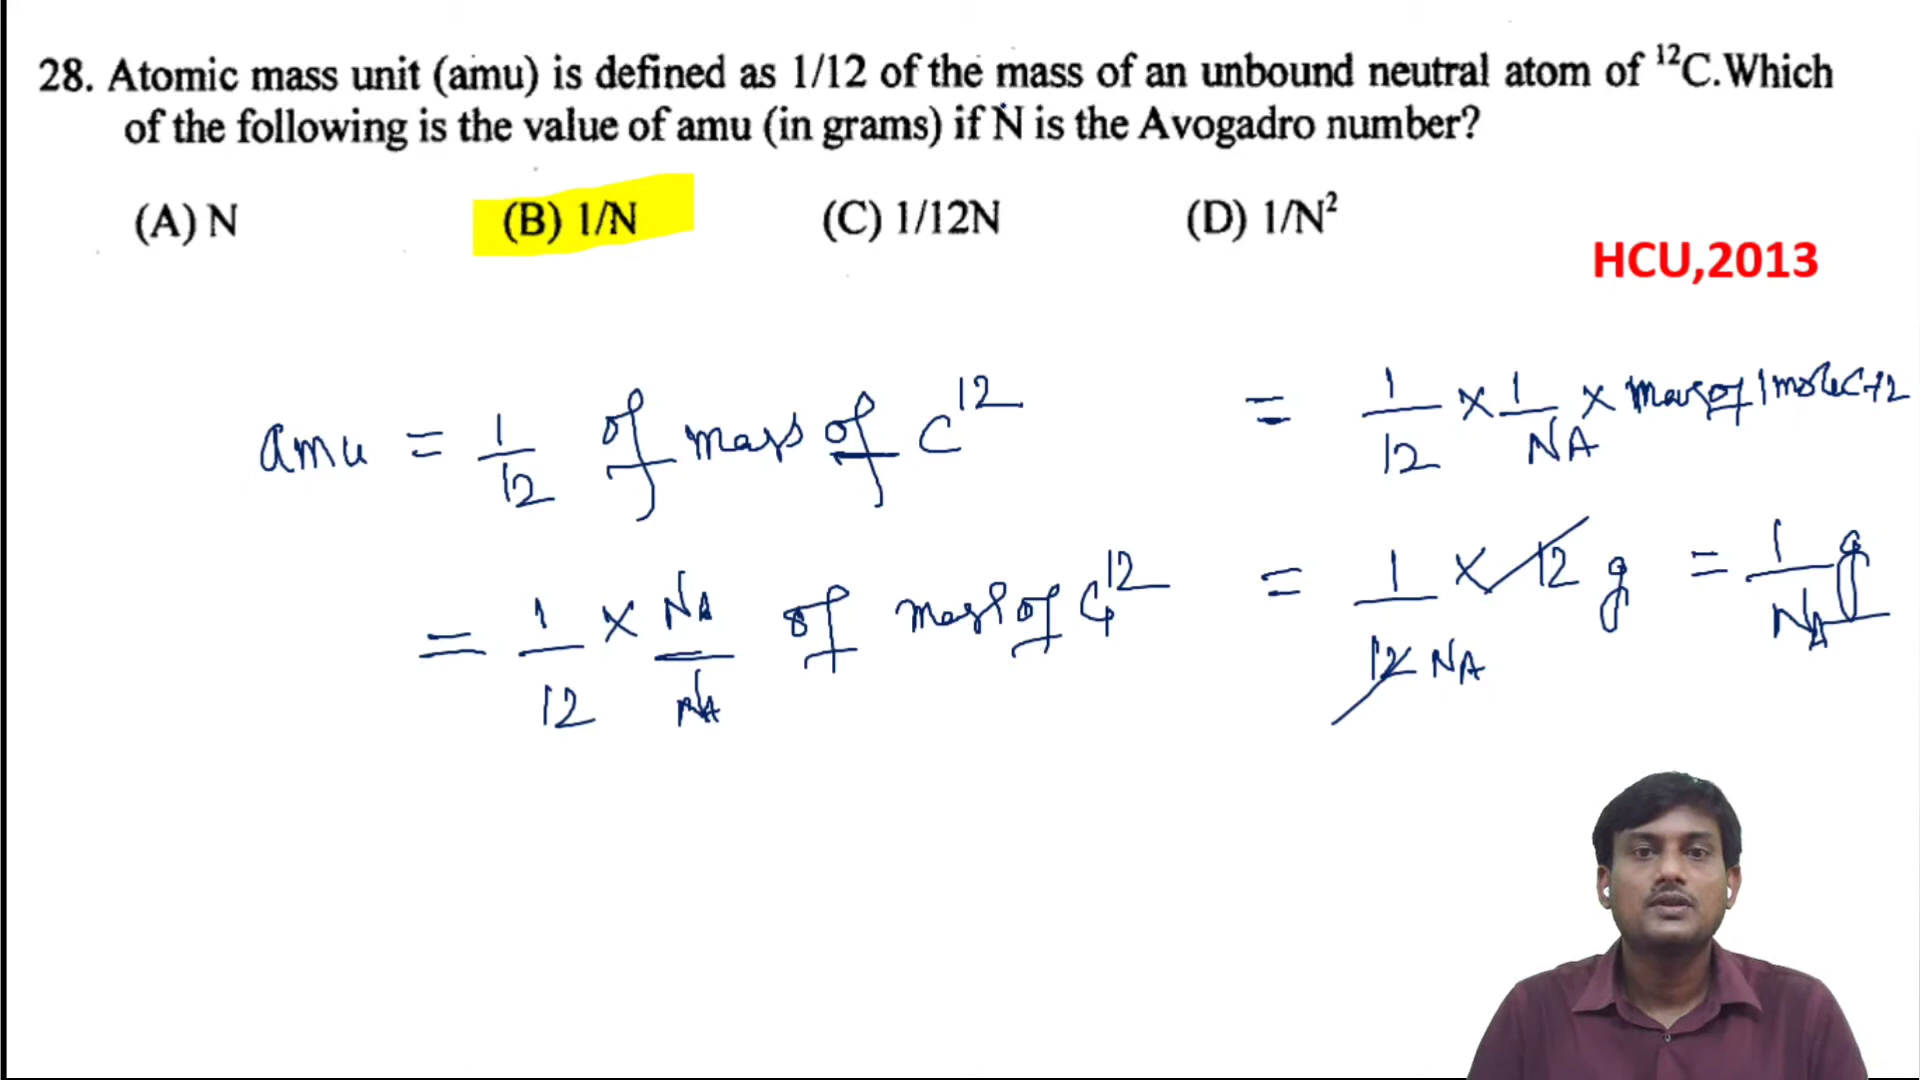 28. Atomic mass unit (amu) is defined as 1/12 of the mass of an unbound neutral atom of ¹²C.Which
of the following is the value of amu (in grams) if N is the Avogadro number?
(A) N (B) 1/N (C) 1/12N (D) 1/N²
HCU,2013
amu = 1/12 of mass of C¹²
= 1/12 × NA/NA of mass of C¹²
= 1/12 × 1/NA × mass of 1 mole C-12
= 1/12 NA × 12 g = 1/NA g